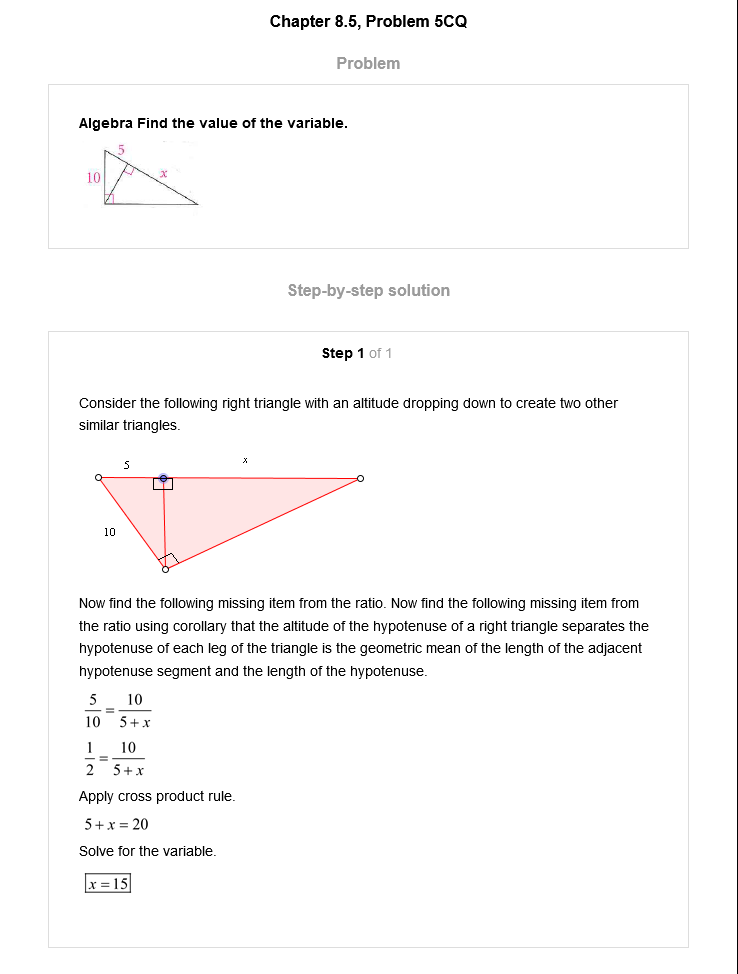 Chapter 8.5, Problem 5CQ
Problem
Algebra Find the value of the variable.
5
10
x
Step-by-step solution
Step 1 of 1
Consider the following right triangle with an altitude dropping down to create two other
similar triangles.
5
x
10
Now find the following missing item from the ratio. Now find the following missing item from
the ratio using corollary that the altitude of the hypotenuse of a right triangle separates the
hypotenuse of each leg of the triangle is the geometric mean of the length of the adjacent
hypotenuse segment and the length of the hypotenuse.
5/10 = 10/5+x
1/2 = 10/5+x
Apply cross product rule.
5+x=20
Solve for the variable.
x=15